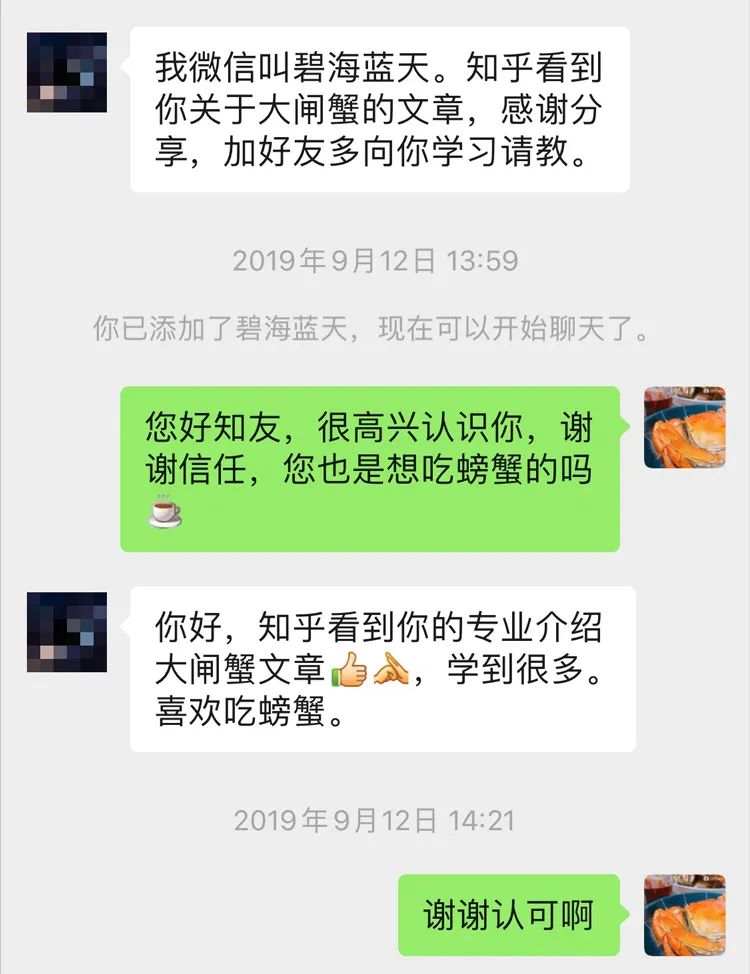 我微信叫碧海蓝天。知乎看到
你关于大闸蟹的文章，感谢分
享，加好友多向你学习请教。
2019年9月12日 13:59
你已添加了碧海蓝天，现在可以开始聊天了。
您好知友，很高兴认识你，谢
谢信任，您也是想吃螃蟹的吗
你好，知乎看到你的专业介绍
大闸蟹文章👍，学到很多。
喜欢吃螃蟹。
2019年9月12日 14:21
谢谢认可啊